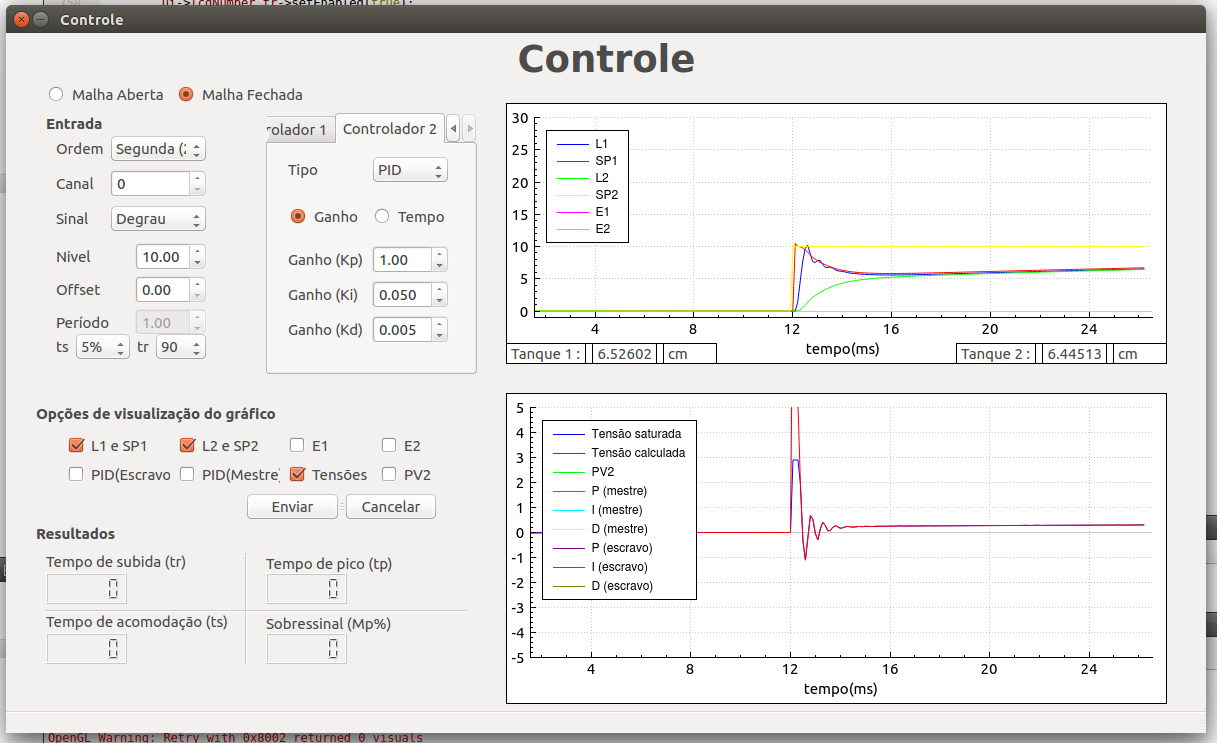 758
Ui->lcdNumber_tr->setEnabled(true);
Controle
Controle
Malha Aberta Malha Fechada
Entrada
Ordem Segunda (2
Canal 0
Sinal Degrau
Nivel 10.00
Offset 0.00
Período 1.00
ts 5% tr 90
rolador 1 Controlador 2
Tipo PID
Ganho Tempo
Ganho (Kp) 1.00
Ganho (Ki) 0.050
Ganho (Kd) 0.005
30
25
20
15
10
5
0
L1
SP1
L2
SP2
E1
E2
4 8 12 16 20 24
tempo(ms)
Tanque 1 : 6.52602 cm
Tanque 2 : 6.44513 cm
Opções de visualização do gráfico
L1 e SP1 L2 e SP2 E1 E2
PID(Escravo PID(Mestre) Tensões PV2
Enviar Cancelar
Resultados
Tempo de subida (tr) 0
Tempo de pico (tp) 0
Tempo de acomodação (ts) 0
Sobressinal (Mp%) 0
5
4
3
2
1
0
-1
-2
-3
-4
-5
Tensão saturada
Tensão calculada
PV2
P (mestre)
I (mestre)
D (mestre)
P (escravo)
I (escravo)
D (escravo)
4 8 12 16 20 24
tempo(ms)
OpenGL Warning: Retry with 0x8002 returned 0 visuals